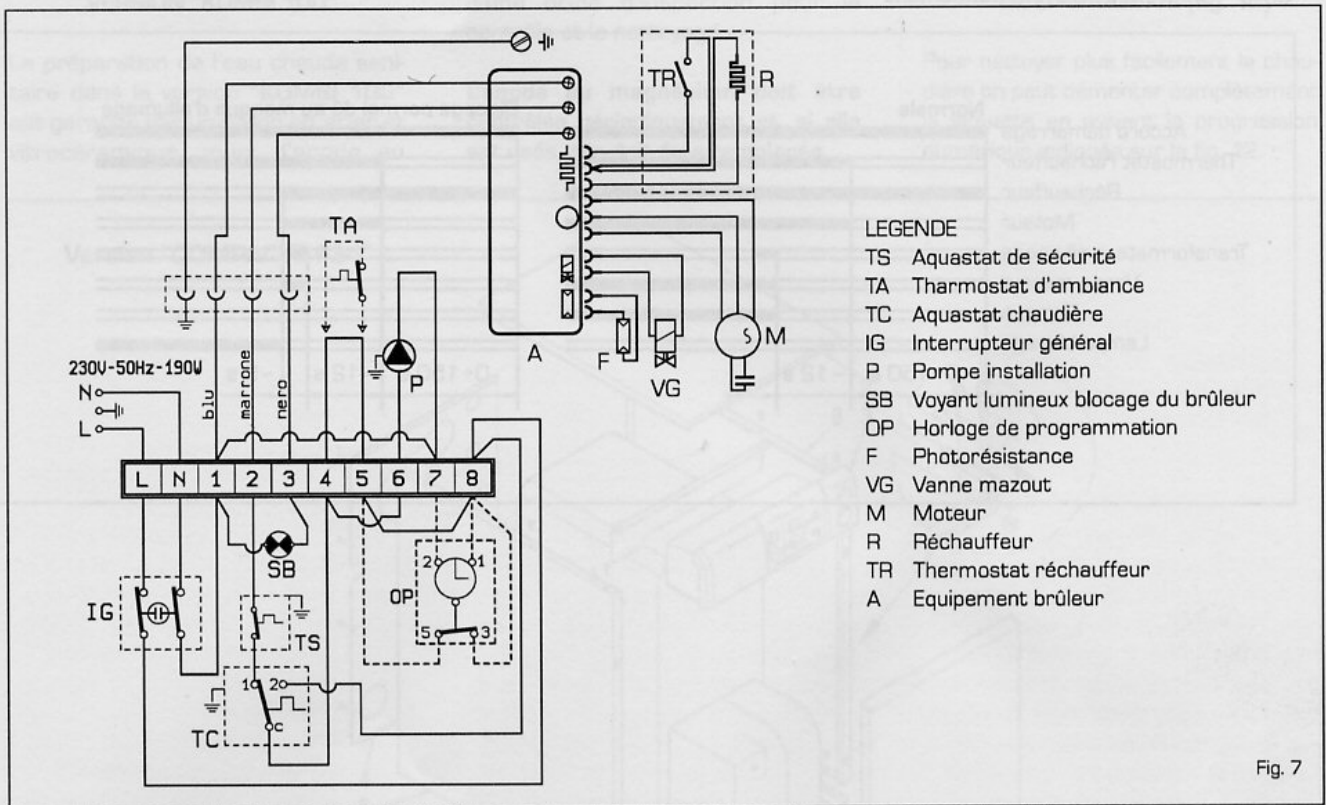 TR
R
TA
LEGENDE
TS Aquastat de sécurité
TA Tharmostat d'ambiance
TC Aquastat chaudière
IG Interrupteur général
P Pompe installation
SB Voyant lumineux blocage du brûleur
OP Horloge de programmation
F Photorésistance
VG Vanne mazout
M Moteur
R Réchauffeur
TR Thermostat réchauffeur
A Equipement brûleur
A
M
F
VG
P
230V-50Hz-190W
N
L
blu
marrone
nero
L N 1 2 3 4 5 6 7 8
SB
2 1
OP
5 3
IG
TS
1 2
C
TC
Fig. 7